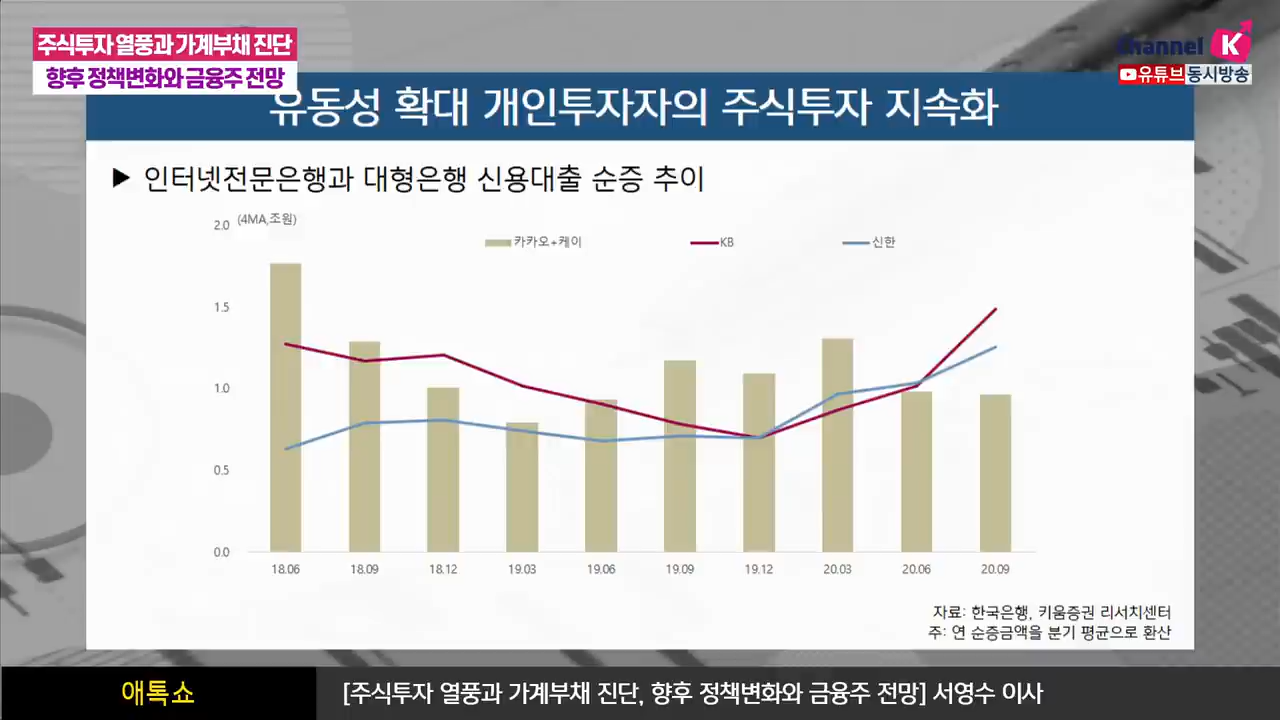 주식투자 열풍과 가계부채 진단
향후 정책변화와 금융주 전망
Channel K
유튜브동시방송
유동성 확대 개인투자자의 주식투자 지속화
▶ 인터넷전문은행과 대형은행 신용대출 순증 추이
(4MA,조원)
카카오+케이 KB 신한
2.0
1.5
1.0
0.5
0.0
18.06 18.09 18.12 19.03 19.06 19.09 19.12 20.03 20.06 20.09
자료: 한국은행, 키움증권 리서치센터
주: 연 순증금액을 분기 평균으로 환산
애톡쇼
[주식투자 열풍과 가계부채 진단, 향후 정책변화와 금융주 전망] 서영수 이사